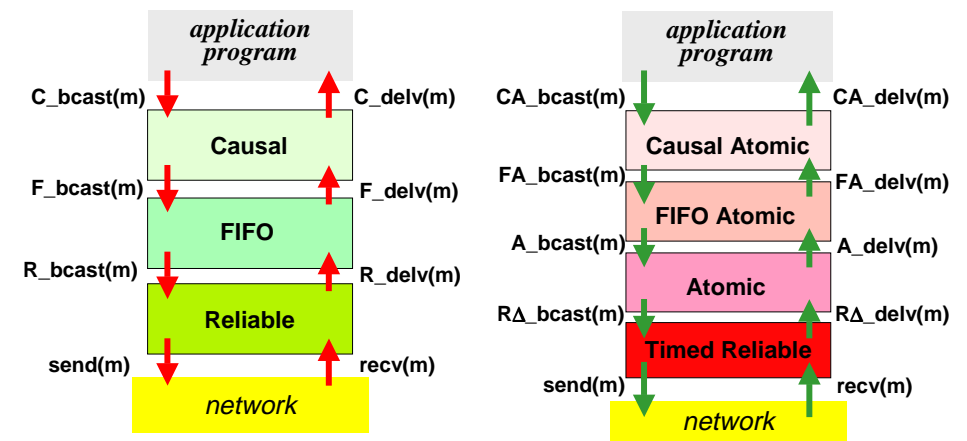 application
program
C_bcast(m)
C_delv(m)
Causal
F_bcast(m)
F_delv(m)
FIFO
R_bcast(m)
R_delv(m)
Reliable
send(m)
recv(m)
network
application
program
CA_bcast(m)
CA_delv(m)
Causal Atomic
FA_bcast(m)
FA_delv(m)
FIFO Atomic
A_bcast(m)
A_delv(m)
Atomic
RΔ_bcast(m)
RΔ_delv(m)
Timed Reliable
send(m)
recv(m)
network